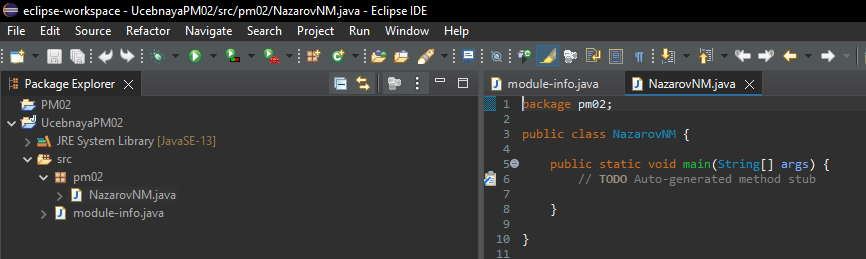 eclipse-workspace - UcebnayaPM02/src/pm02/NazarovNM.java - Eclipse IDE
File Edit Source Refactor Navigate Search Project Run Window Help
Package Explorer
PM02
UcebnayaPM02
JRE System Library [JavaSE-13]
src
pm02
NazarovNM.java
module-info.java
module-info.java NazarovNM.java
1 package pm02;
2
3 public class NazarovNM {
4
5 public static void main(String[] args) {
6 // TODO Auto-generated method stub
7
8 }
9
10 }
11